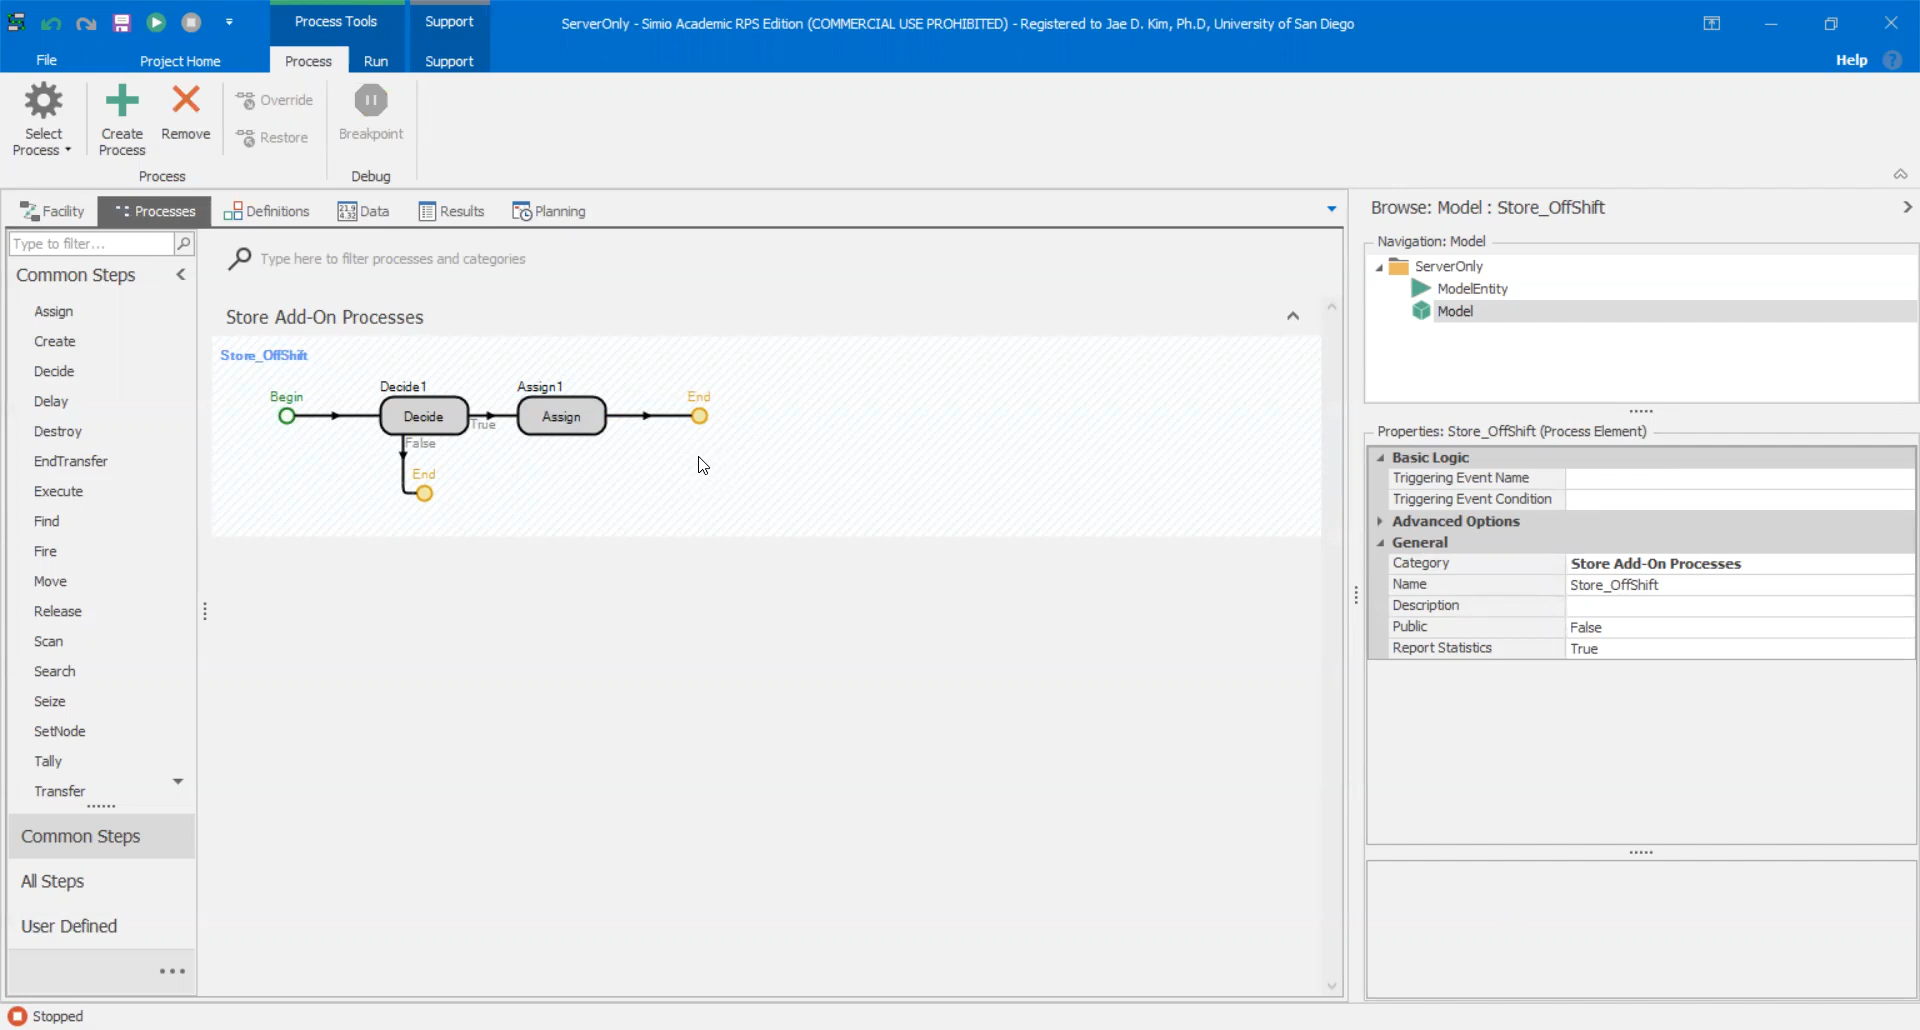 Process Tools
Support
ServerOnly - Simio Academic RPS Edition (COMMERCIAL USE PROHIBITED) - Registered to Jae D. Kim, Ph.D, University of San Diego
File
Project Home
Process
Run
Support
Help
?
Select Process
Create Process
Remove
Override
Restore
Breakpoint
Process
Debug
Facility
Processes
Definitions
Data
Results
Planning
Type to filter...
Common Steps
Assign
Create
Decide
Delay
Destroy
EndTransfer
Execute
Find
Fire
Move
Release
Scan
Search
Seize
SetNode
Tally
Transfer
Common Steps
All Steps
User Defined
Type here to filter processes and categories
Store Add-On Processes
Store_OffShift
Begin
Decide1
Decide
True
Assign1
Assign
End
False
End
Browse: Model : Store_OffShift
Navigation: Model
ServerOnly
ModelEntity
Model
Properties: Store_OffShift (Process Element)
Basic Logic
Triggering Event Name
Triggering Event Condition
Advanced Options
General
Category Store Add-On Processes
Name Store_OffShift
Description
Public False
Report Statistics True
Stopped